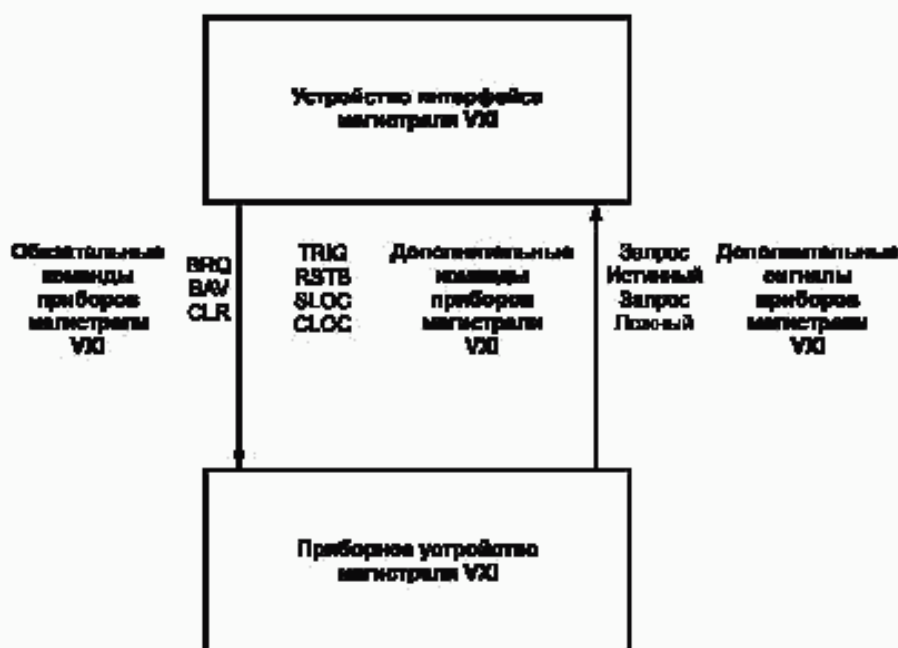 Устройство интерфейса
магистрали VXI
Обязательные
команды
приборов
магистрали
VXI
BRQ
BAV
CLR
TRIG
RSTB
SLOC
CLOC
Дополнительные
команды
приборов
магистрали
VXI
Запрос
Истинный
Запрос
Ложный
Дополнительные
сигналы
приборов
магистрали
VXI
Приборное устройство
магистрали VXI